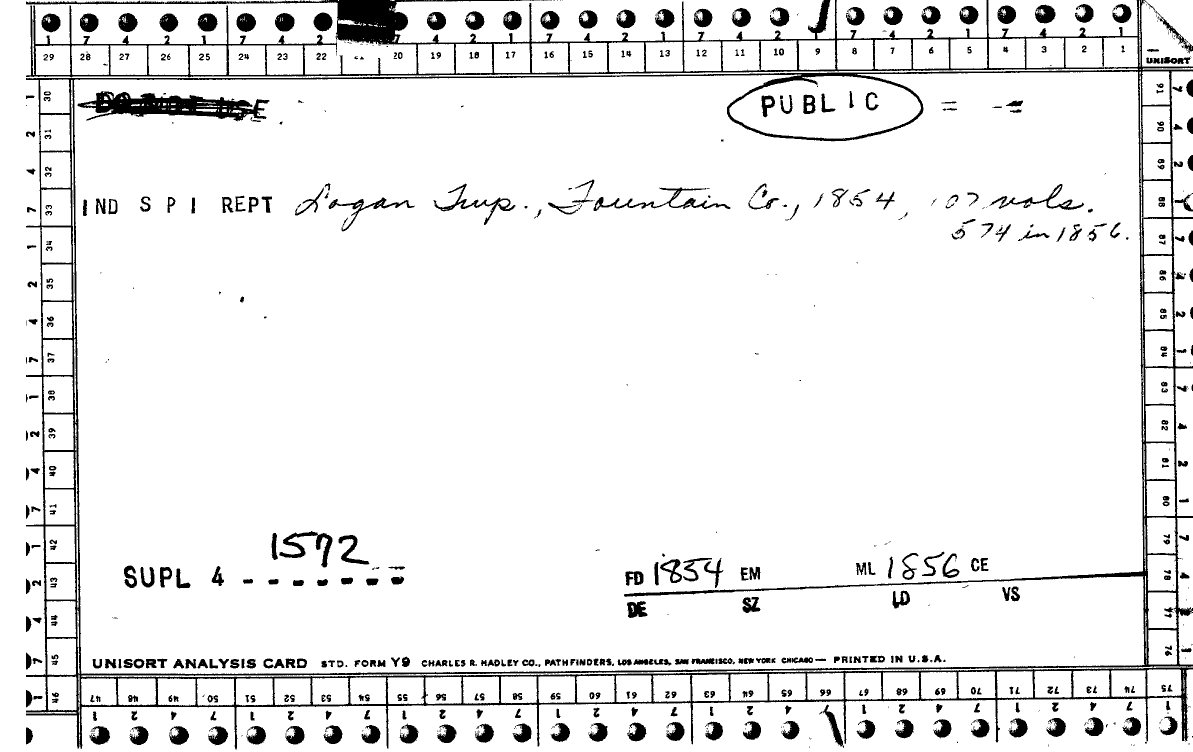 1 7 4 2 1 7 4 2 7 4 2 1 7 4 2 1 7 4 2 1 7 4 2 1 7 4 2 1
29 28 27 26 25 24 23 22 20 19 18 17 16 15 14 13 12 11 10 9 8 7 6 5 4 3 2 1
UNISORT
DO NOT USE
PUBLIC = -=
IND S P I REPT Logan Twp., Fountain Co., 1854, 107 vols.
574 in 1856.
1592
SUPL 4 - - - - - -
FD 1854 EM ML 1856 CE
DE SZ LD VS
UNISORT ANALYSIS CARD STD. FORM Y9 CHARLES R. HADLEY CO., PATHFINDERS, LOS ANGELES, SAN FRANCISCO, NEW YORK CHICAGO — PRINTED IN U.S.A.
30 31 32 33 34 35 36 37 38 39 40 41 42 43 44 45 46
47 48 49 50 51 52 53 54 55 56 57 58 59 60 61 62 63 64 65 66 67 68 69 70 71 72 73 74 75
76 77 78 79 80 81 82 83 84 85 86 87 88 89 90 91